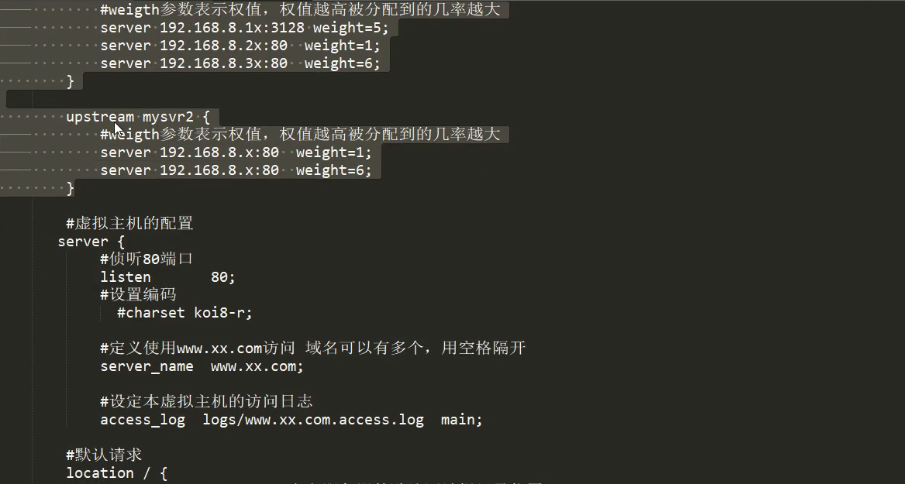 #weigth参数表示权值，权值越高被分配到的几率越大
server 192.168.8.1x:3128 weight=5;
server 192.168.8.2x:80  weight=1;
server 192.168.8.3x:80  weight=6;
}
upstream mysvr2 {
#weigth参数表示权值，权值越高被分配到的几率越大
server 192.168.8.x:80  weight=1;
server 192.168.8.x:80  weight=6;
}
#虚拟主机的配置
server {
#侦听80端口
listen       80;
#设置编码
#charset koi8-r;
#定义使用www.xx.com访问 域名可以有多个，用空格隔开
server_name  www.xx.com;
#设定本虚拟主机的访问日志
access_log  logs/www.xx.com.access.log  main;
#默认请求
location / {